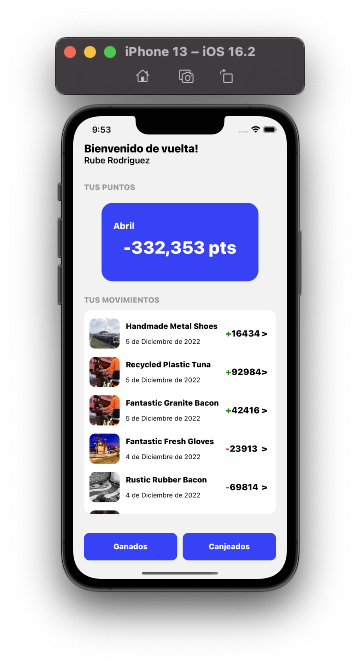 iPhone 13 – iOS 16.2
9:53
Bienvenido de vuelta!
Rube Rodriguez
TUS PUNTOS
Abril
-332,353 pts
TUS MOVIMIENTOS
Handmade Metal Shoes
5 de Diciembre de 2022
+16434 >
Recycled Plastic Tuna
5 de Diciembre de 2022
+92984>
Fantastic Granite Bacon
5 de Diciembre de 2022
+42416 >
Fantastic Fresh Gloves
4 de Diciembre de 2022
-23913 >
Rustic Rubber Bacon
4 de Diciembre de 2022
-69814 >
Ganados
Canjeados